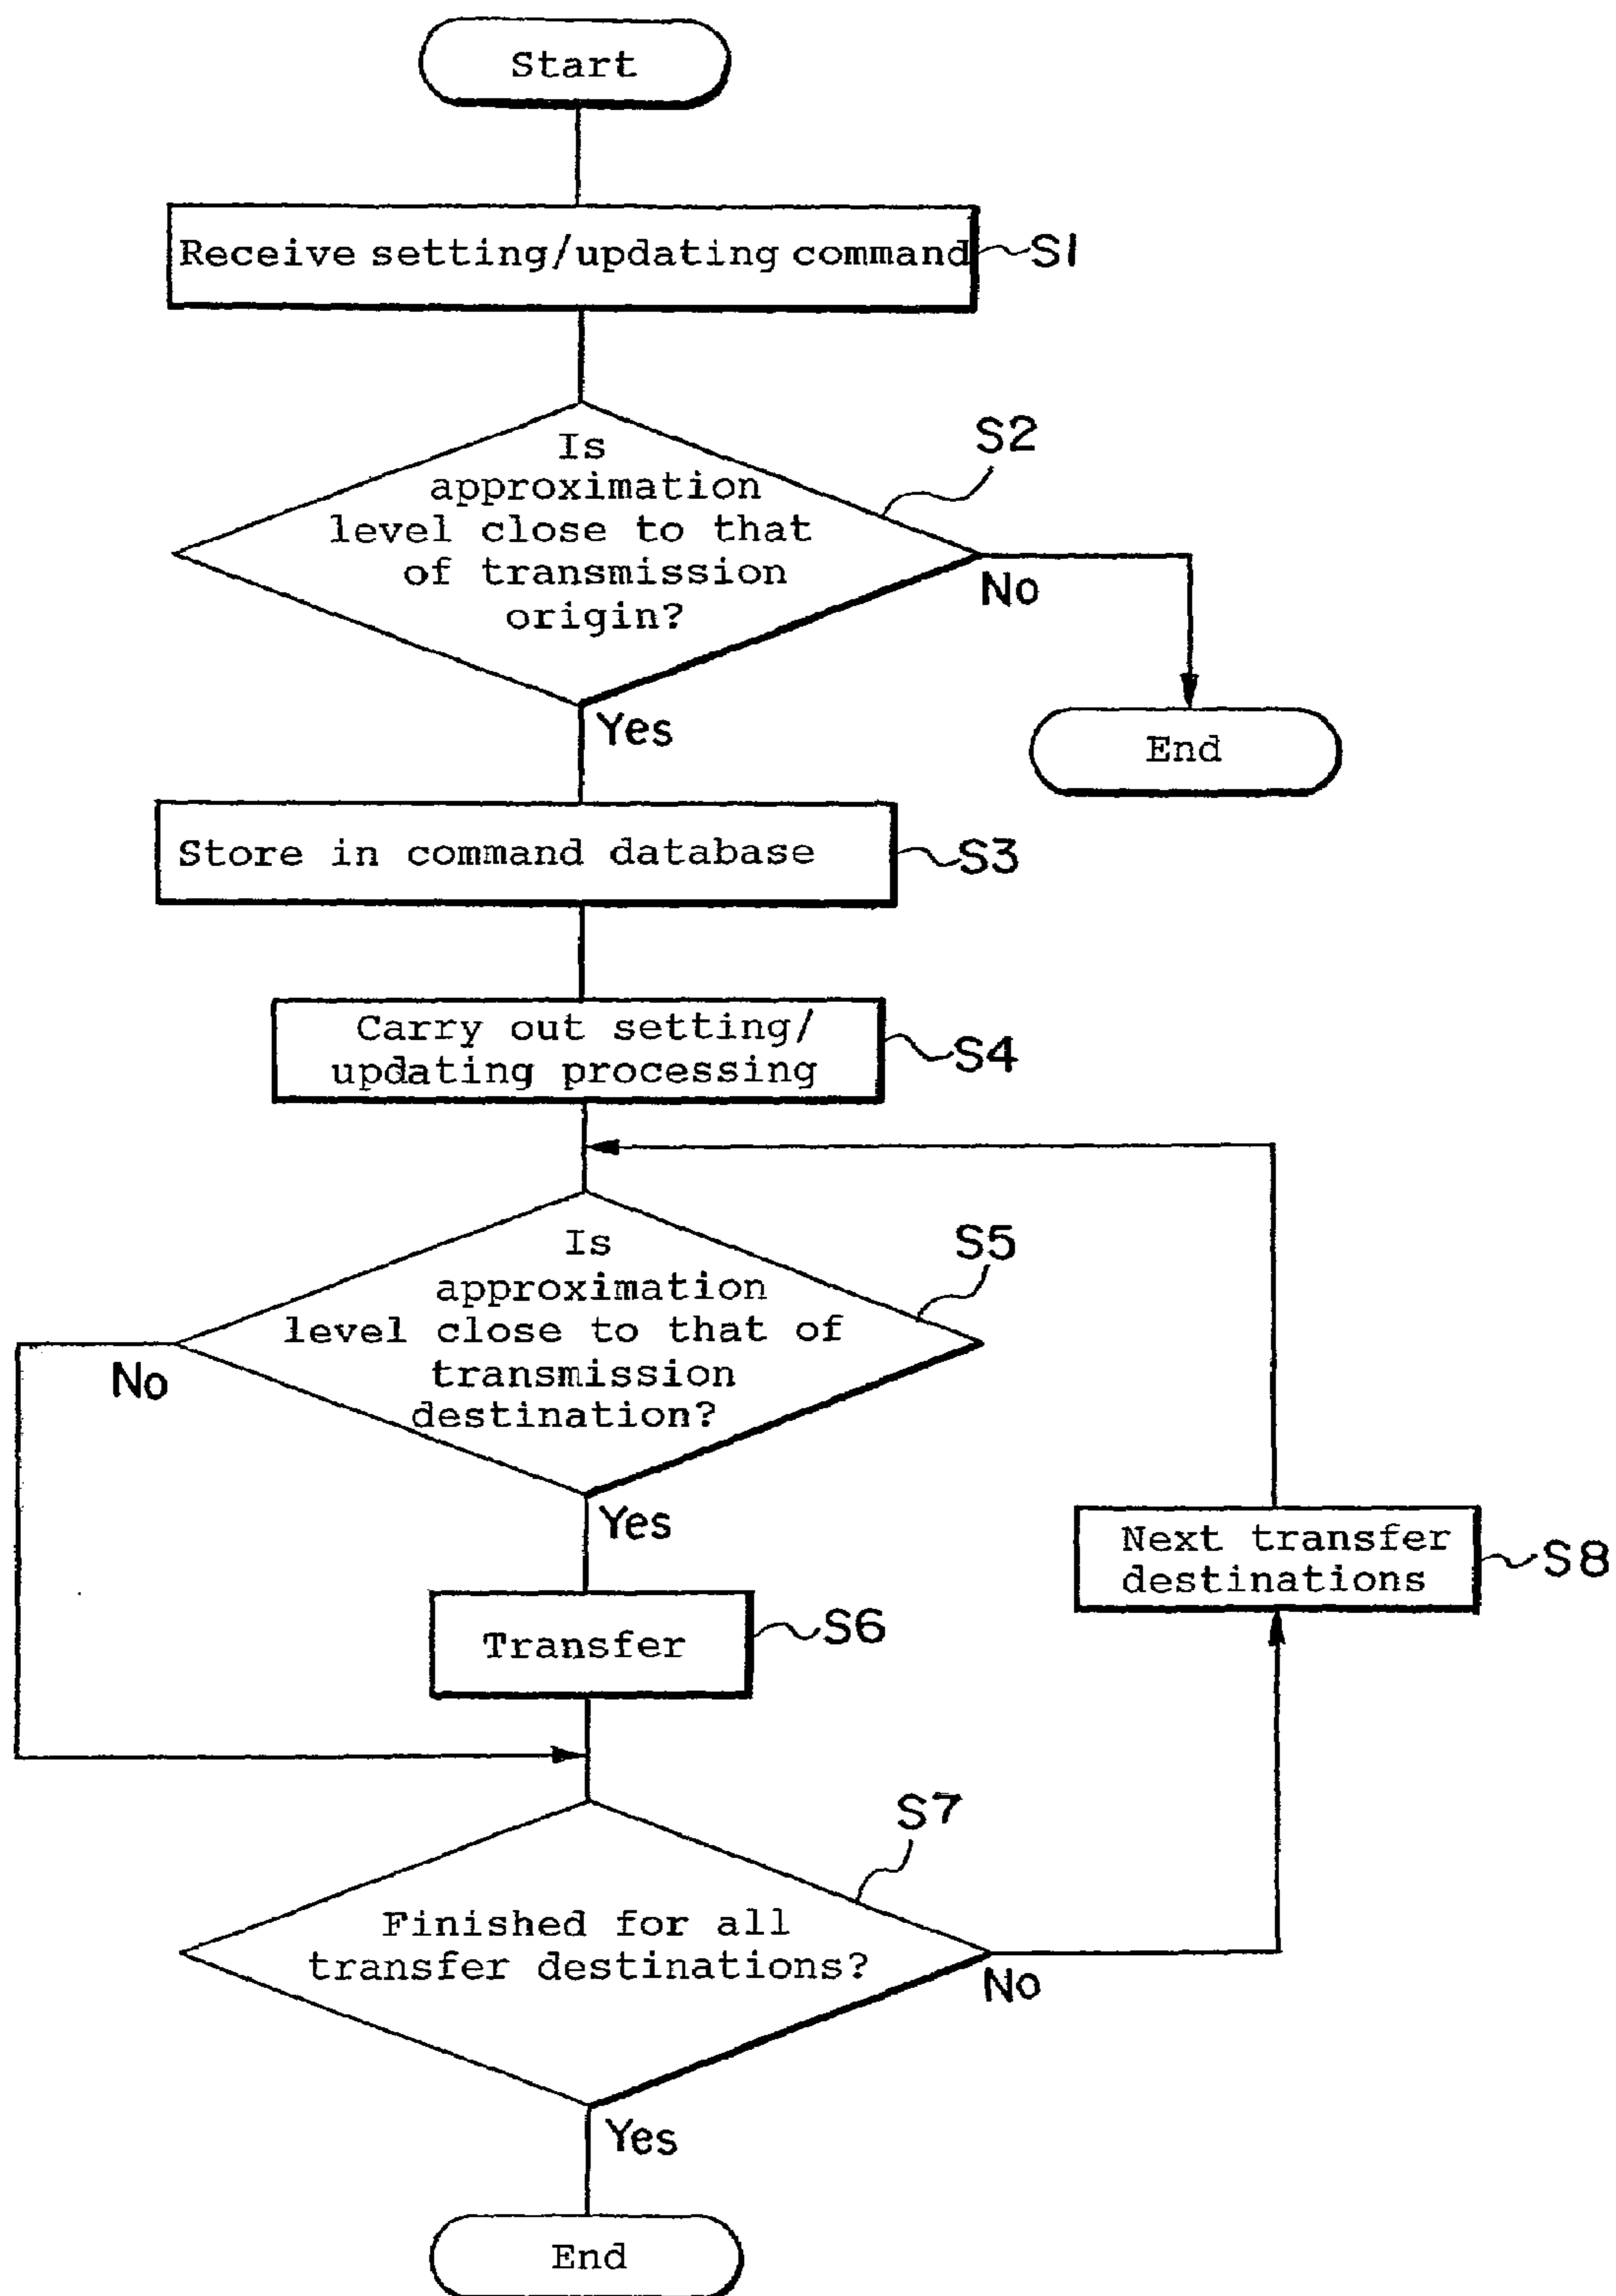 Start
Receive setting/updating command
S1
Is
approximation
level close to that
of transmission
origin?
S2
No
End
Yes
Store in command database
S3
Carry out setting/
updating processing
S4
Is
approximation
level close to that of
transmission
destination?
S5
No
Yes
Next transfer
destinations
S8
Transfer
S6
Finished for all
transfer destinations?
S7
No
Yes
End